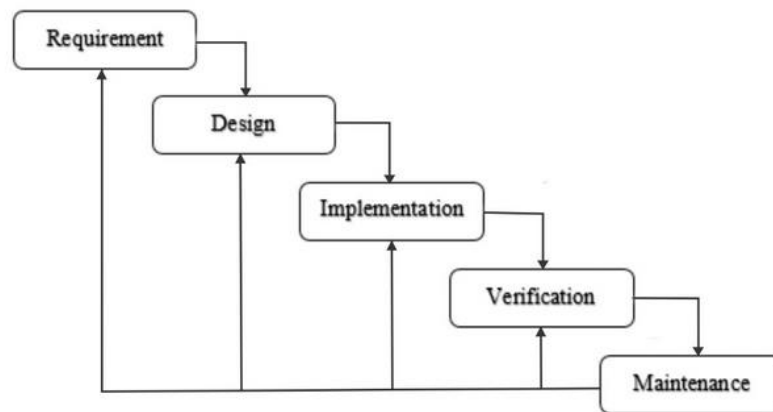 Requirement
Design
Implementation
Verification
Maintenance